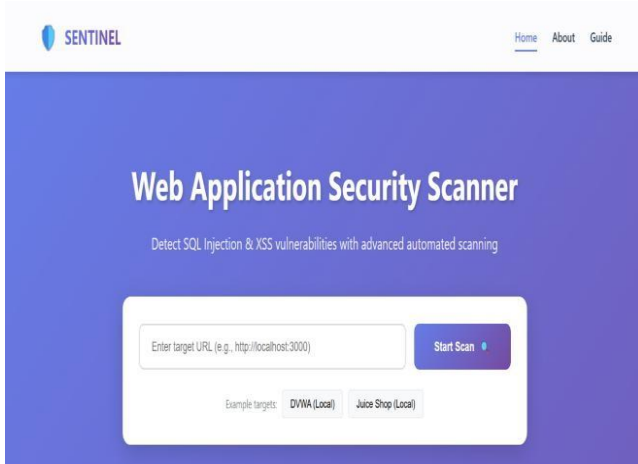 SENTINEL
Home About Guide
Web Application Security Scanner
Detect SQL Injection & XSS vulnerabilities with advanced automated scanning
Enter target URL (e.g., http://localhost:3000)
Start Scan
Example targets: DVWA (Local) Juice Shop (Local)